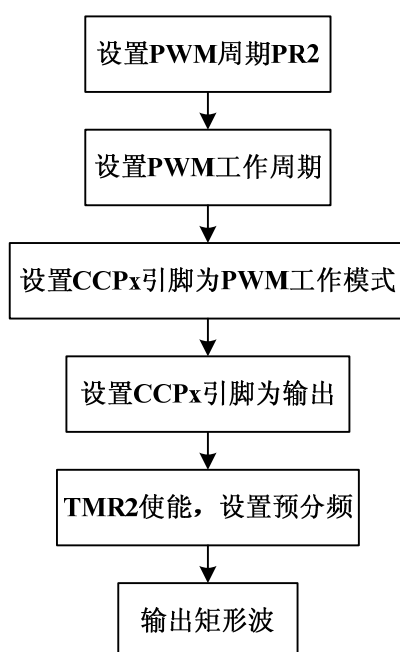 设置PWM周期PR2
设置PWM工作周期
设置CCPx引脚为PWM工作模式
设置CCPx引脚为输出
TMR2使能，设置预分频
输出矩形波